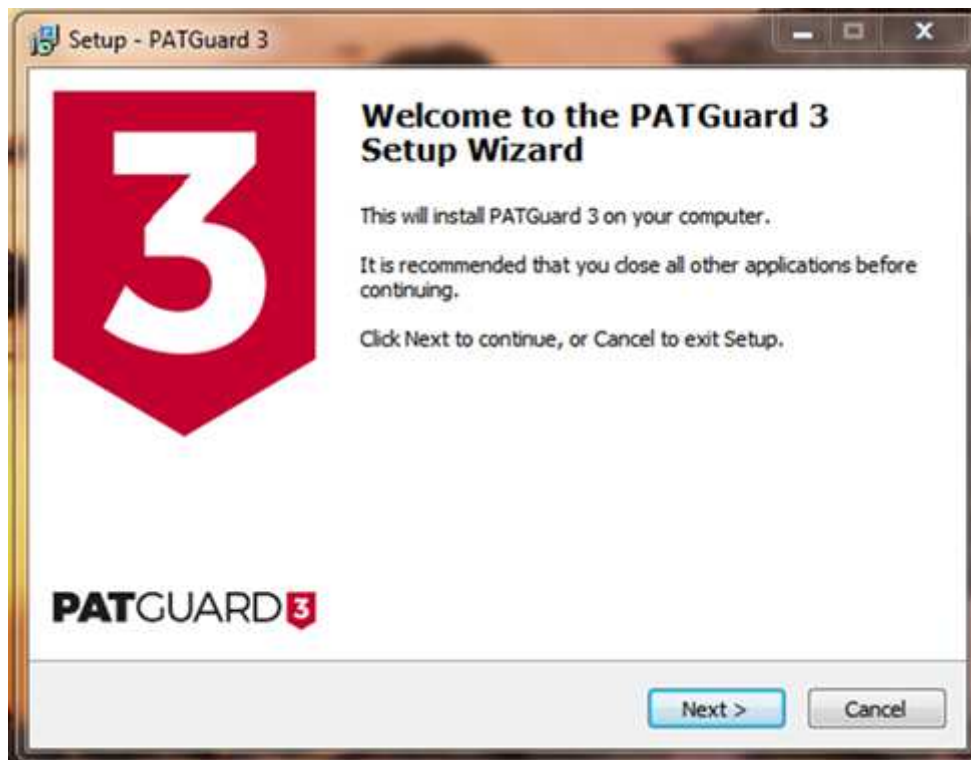 Setup - PATGuard 3
3
Welcome to the PATGuard 3
Setup Wizard
This will install PATGuard 3 on your computer.
It is recommended that you close all other applications before
continuing.
Click Next to continue, or Cancel to exit Setup.
PATGUARD 3
Next >
Cancel